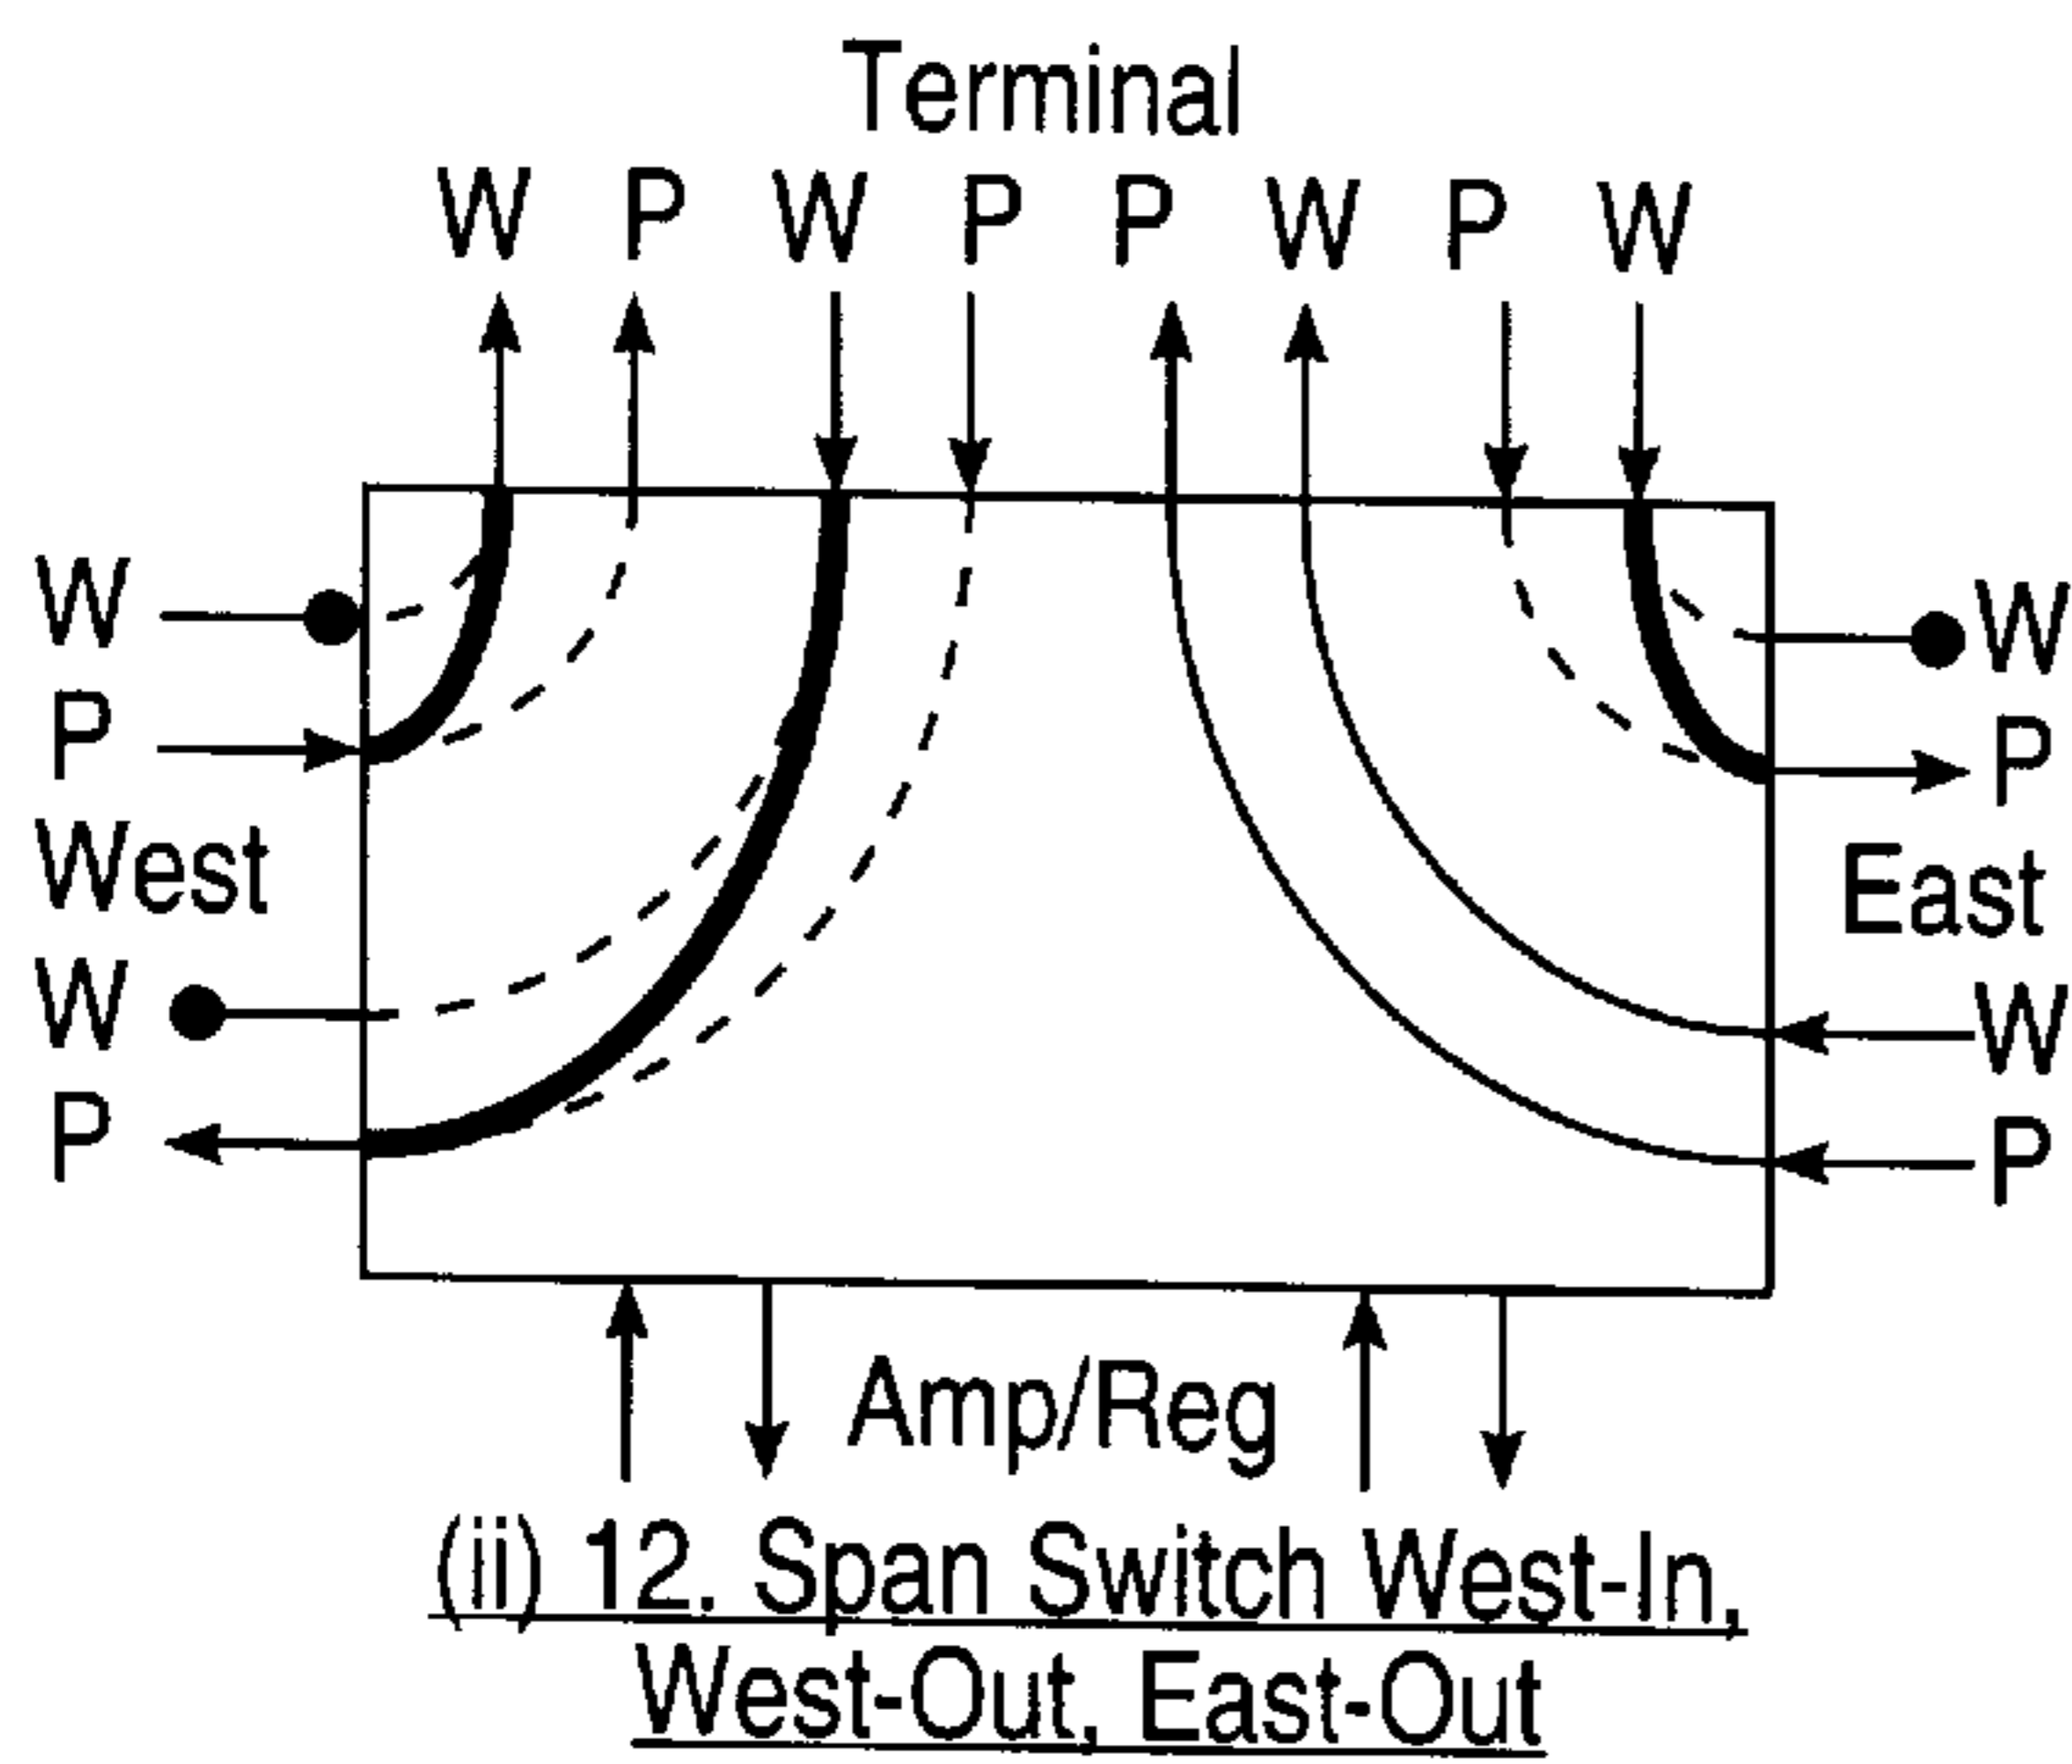 Terminal
W P W P P W P W
W W
P P
West East
W W
P P
Amp/Reg
(ii) 12. Span Switch West-In,
West-Out, East-Out